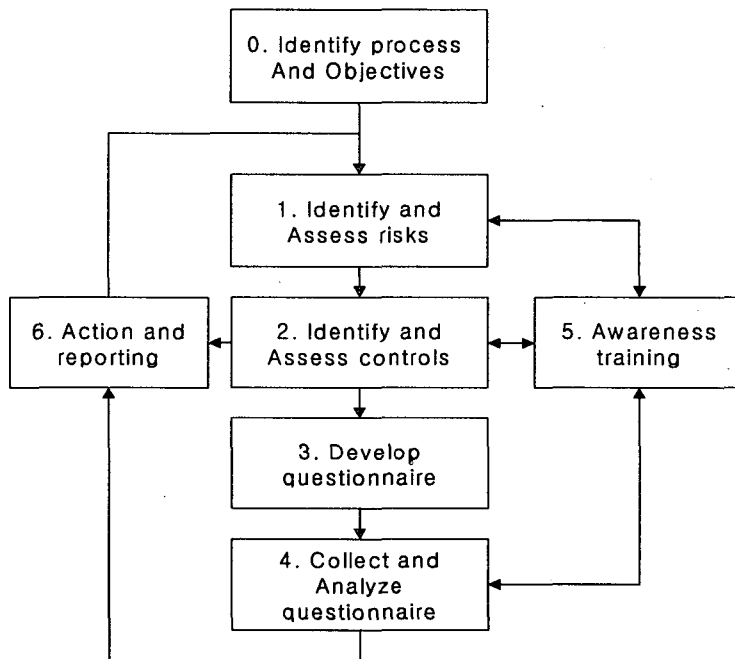 0. Identify process
And Objectives
1. Identify and
Assess risks
6. Action and
reporting
2. Identify and
Assess controls
5. Awareness
training
3. Develop
questionnaire
4. Collect and
Analyze
questionnaire